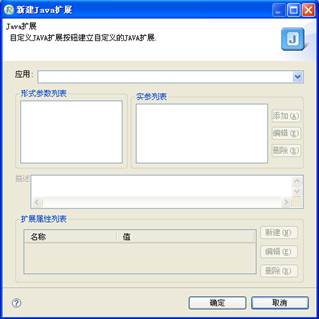 新建Java扩展
Java扩展
自定义JAVA扩展按钮建立自定义的JAVA扩展.
J
应用:
形式参数列表
实参列表
添加(A)
编辑(E)
删除(R)
描述
扩展属性列表
名称 值
新建(N)
编辑(E)
删除(R)
?
确定 取消